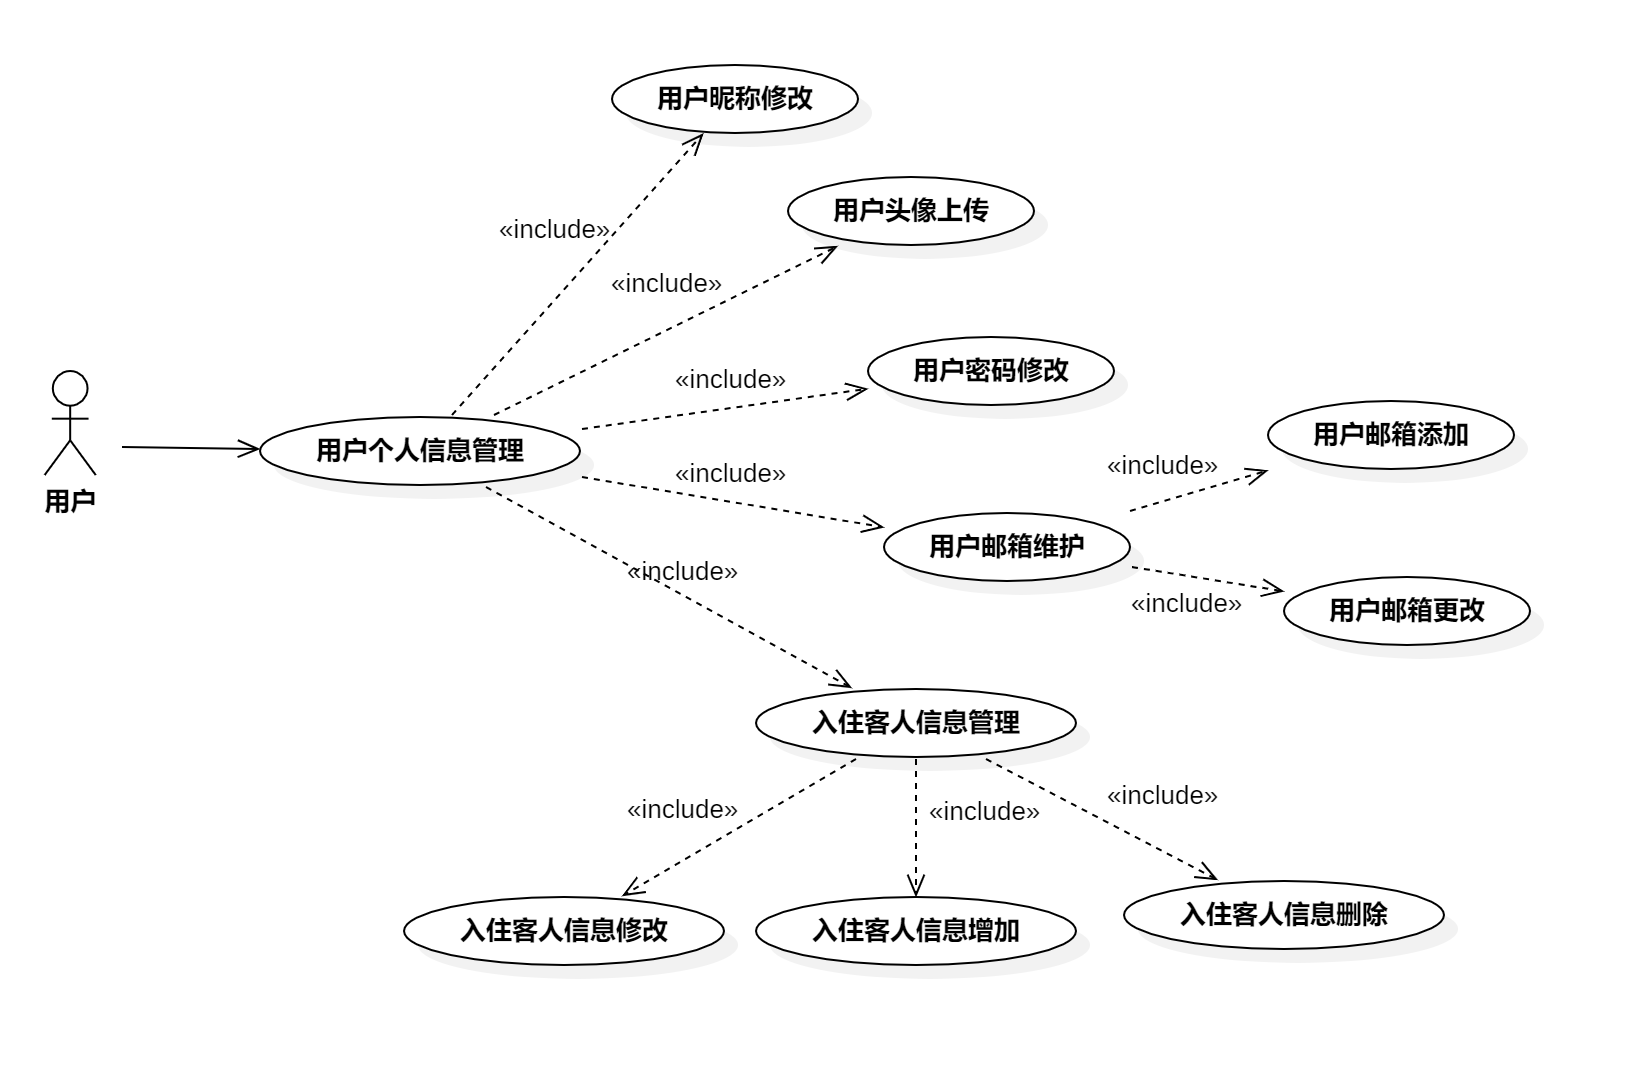 用户昵称修改
用户头像上传
«include»
«include»
用户密码修改
«include»
用户邮箱添加
用户个人信息管理
«include»
«include»
用户
用户邮箱维护
«include»
«include»
用户邮箱更改
入住客人信息管理
«include»
«include»
«include»
入住客人信息修改
入住客人信息增加
入住客人信息删除